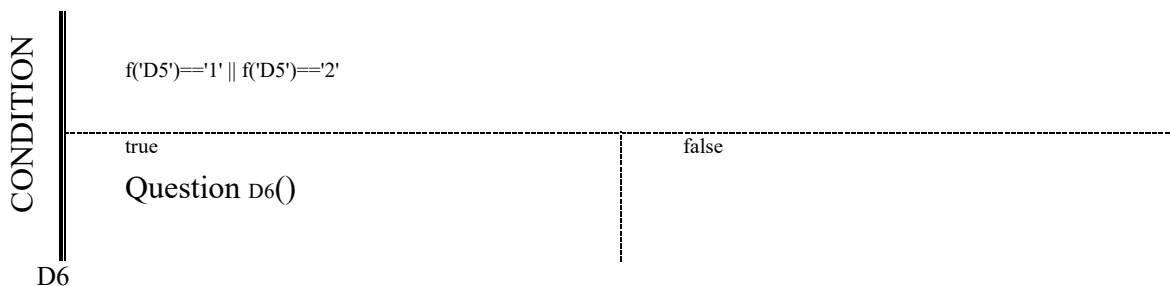 CONDITION
f('D5')=='1' || f('D5')=='2'
true
false
Question D6()
D6